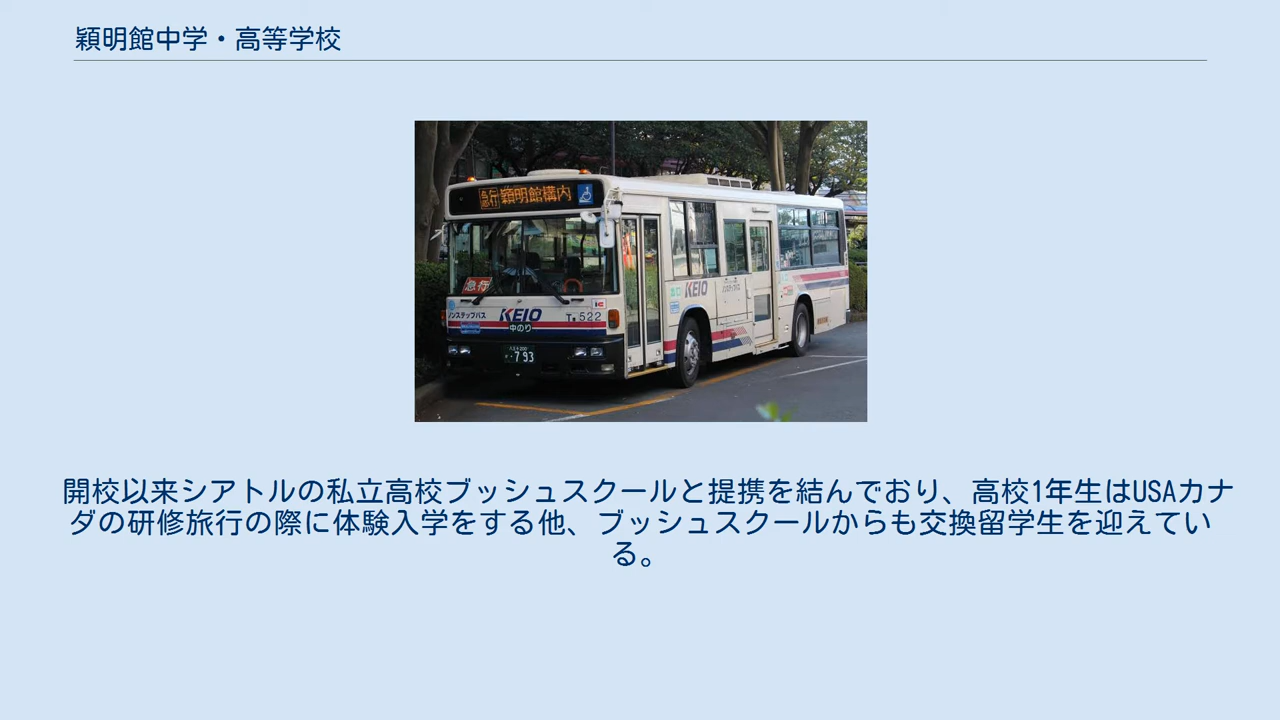 穎明館中学・高等学校
急行 穎明館構内
急行
ノンステップバス KEIO T 522
中のり
793
KEIO
開校以来シアトルの私立高校ブッシュスクールと提携を結んでおり、高校1年生はUSAカナ
ダの研修旅行の際に体験入学をする他、ブッシュスクールからも交換留学生を迎えてい
る。